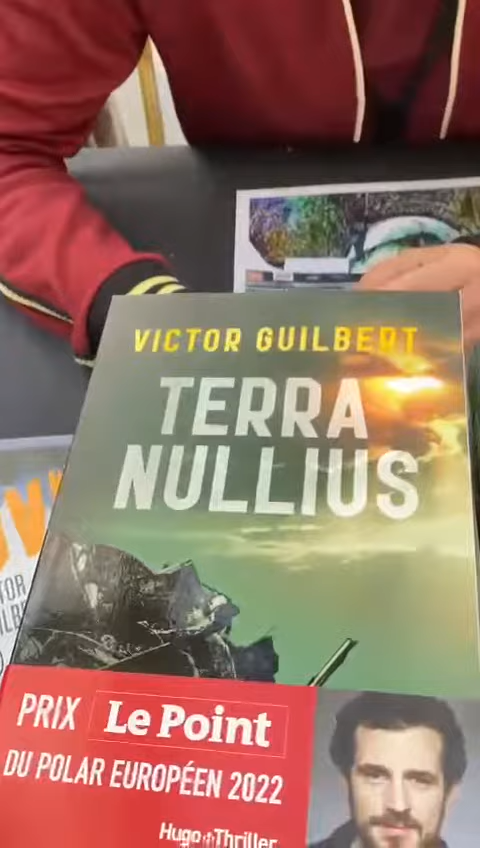 VICTOR GUILBERT
TERRA
NULLIUS
PRIX Le Point
DU POLAR EUROPÉEN 2022
Hugo Thriller